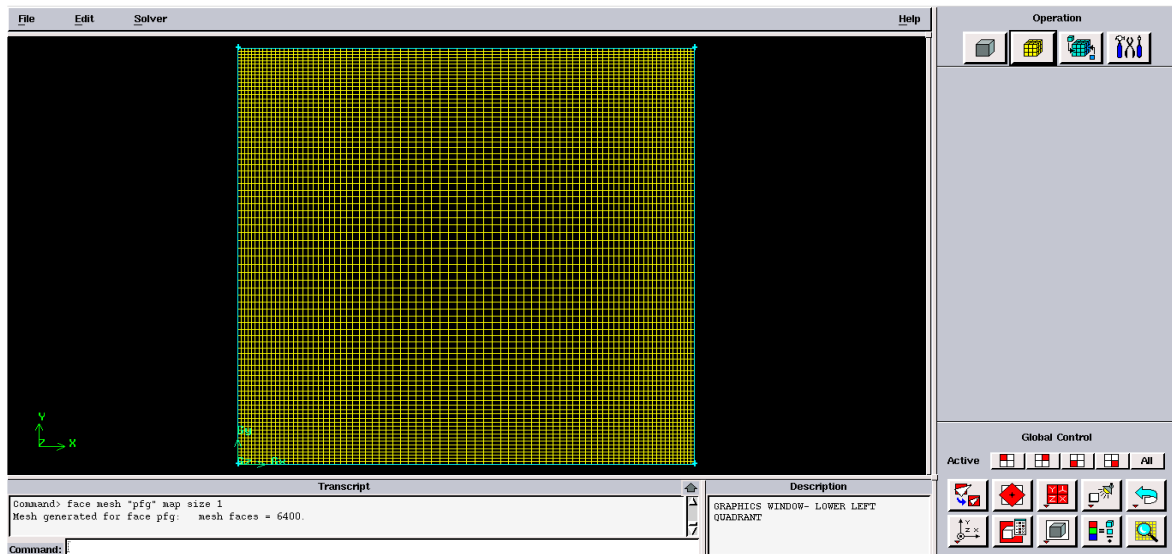 File Edit Solver Help
Operation
Y
Z X
Gy
Global Control
Active All
Transcript
Description
Command> face mesh "pfg" map size 1
Mesh generated for face pfg: mesh faces = 6400.
GRAPHICS WINDOW- LOWER LEFT
QUADRANT
Command: